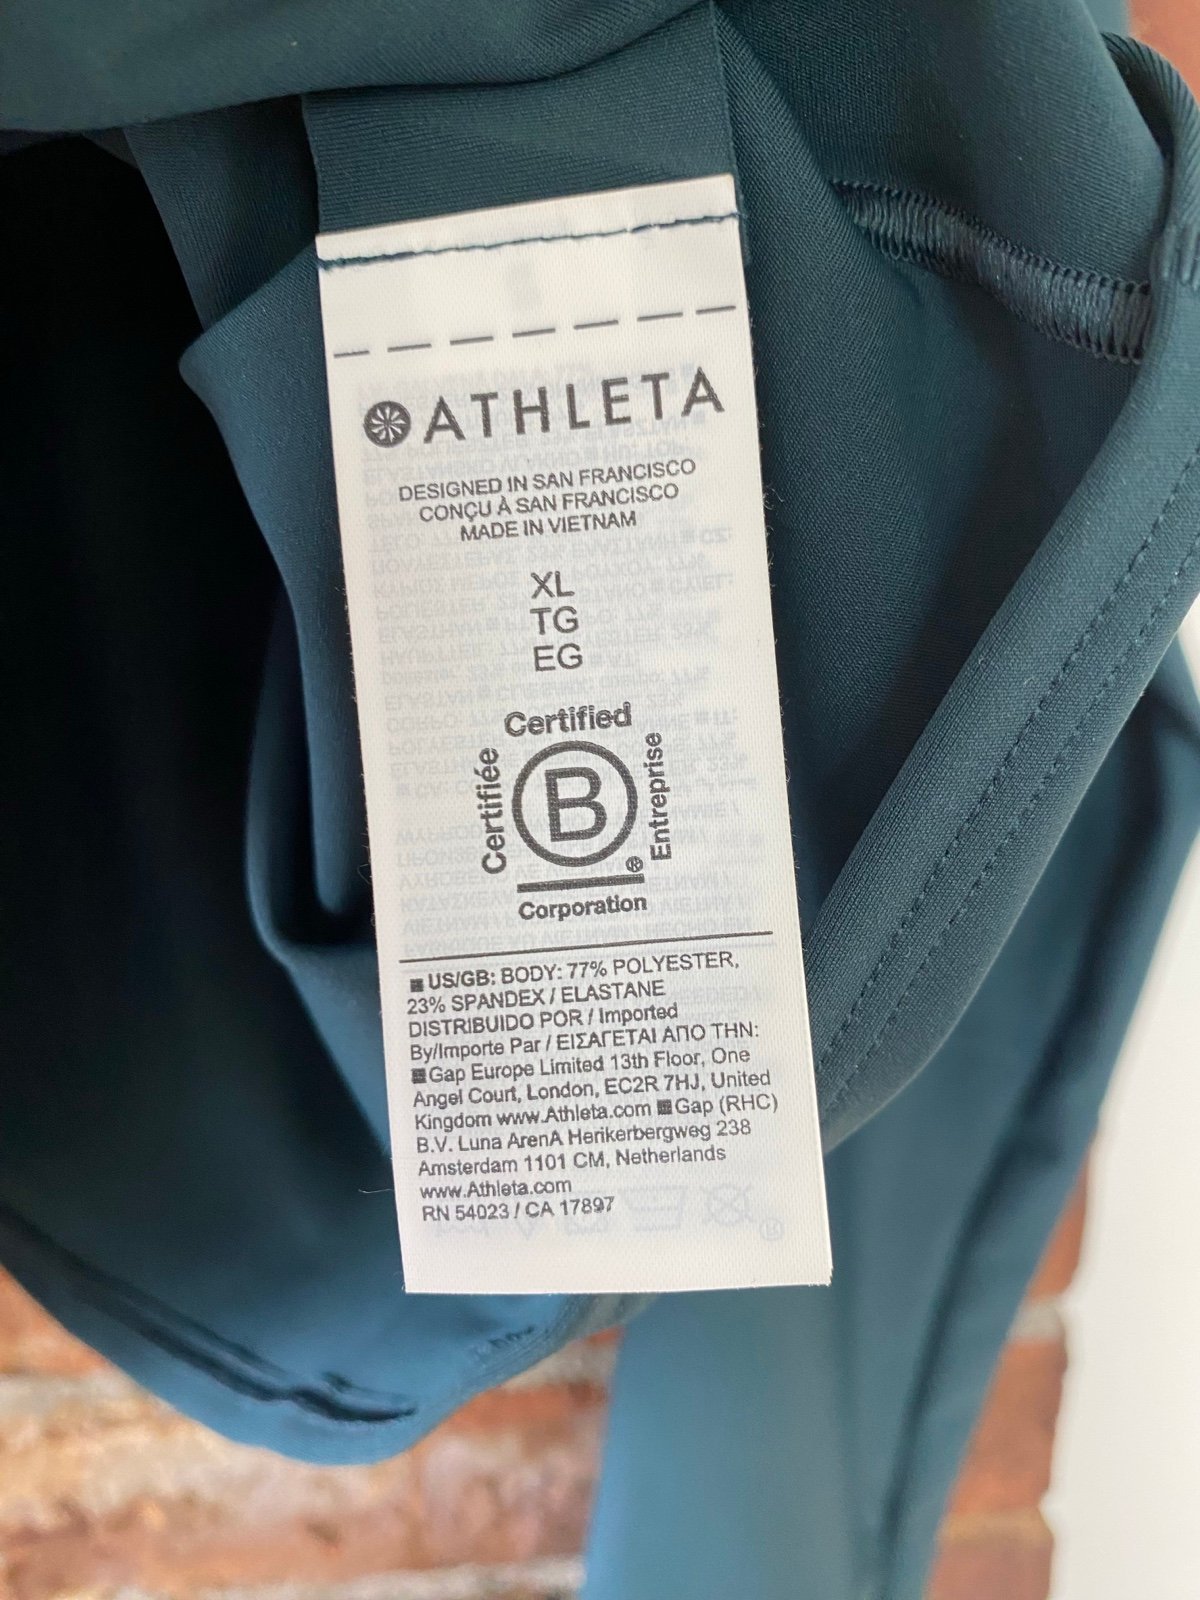 ATHLETA
DESIGNED IN SAN FRANCISCO
CONÇU À SAN FRANCISCO
MADE IN VIETNAM
XL
TG
EG
Certified
Certifiée
B
Entreprise
®
Corporation
US/GB: BODY: 77% POLYESTER,
23% SPANDEX / ELASTANE
DISTRIBUIDO POR / Imported
By/Importe Par / ΕΙΣΑΓΕΤΑΙ ΑΠΟ ΤΗΝ:
Gap Europe Limited 13th Floor, One
Angel Court, London, EC2R 7HJ, United
Kingdom www.Athleta.com Gap (RHC)
B.V. Luna ArenA Herikerbergweg 238
Amsterdam 1101 CM, Netherlands
www.Athleta.com
RN 54023 / CA 17897